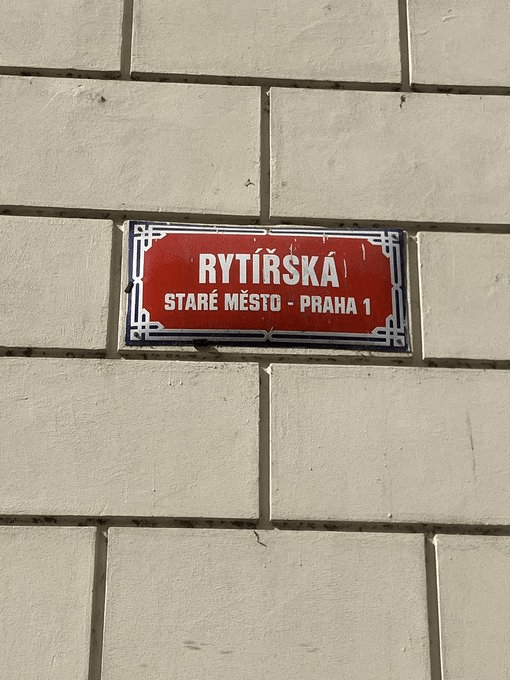 RYTÍŘSKÁ
STARÉ MĚSTO - PRAHA 1